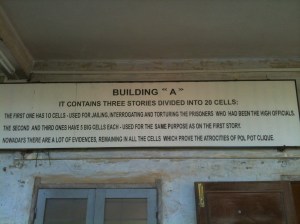 BUILDING "A"
IT CONTAINS THREE STORIES DIVIDED INTO 20 CELLS:
THE FIRST ONE HAS 10 CELLS - USED FOR JAILING, INTERROGATING AND TORTURING THE PRISONERS WHO HAD BEEN THE HIGH OFFICIALS.
THE SECOND AND THIRD ONES HAVE 5 BIG CELLS EACH - USED FOR THE SAME PURPOSE AS ON THE FIRST STORY.
NOWADAYS THERE ARE A LOT OF EVIDENCES, REMAINING IN ALL THE CELLS WHICH PROVE THE ATROCITIES OF POL POT CLIQUE.